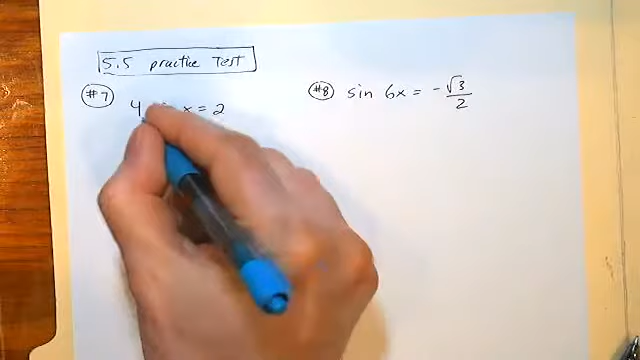 5.5 practice Test
#7 4 x = 2
#8 sin 6x = - √3/2